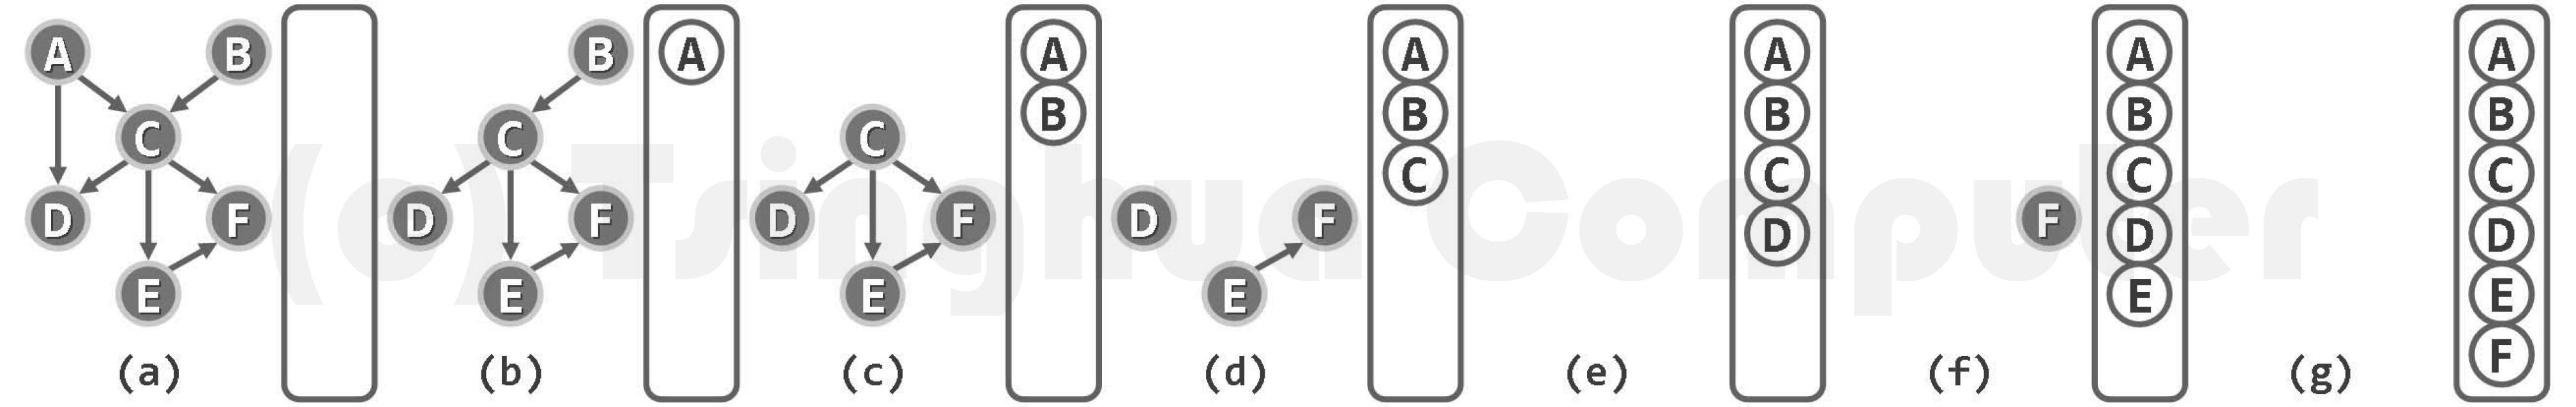 A B B A A A A A A
B B B B B
C C C
C C C C
(o) Tsinghua Computer
D F D F D F D F F
D D D
E E E E E E
F
(a) (b) (c) (d) (e) (f) (g)